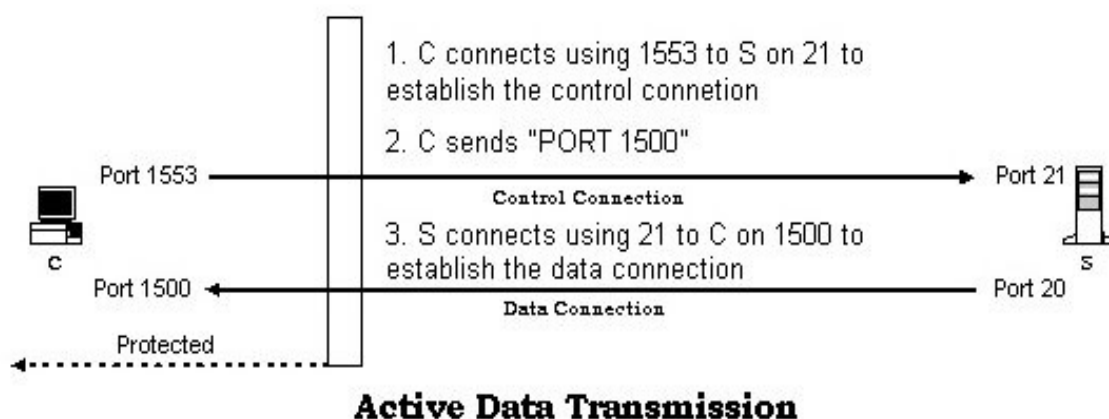 1. C connects using 1553 to S on 21 to
establish the control connetion
2. C sends "PORT 1500"
Port 1553
Port 21
Control Connection
C
3. S connects using 21 to C on 1500 to
establish the data connection
S
Port 1500
Port 20
Data Connection
Protected
Active Data Transmission